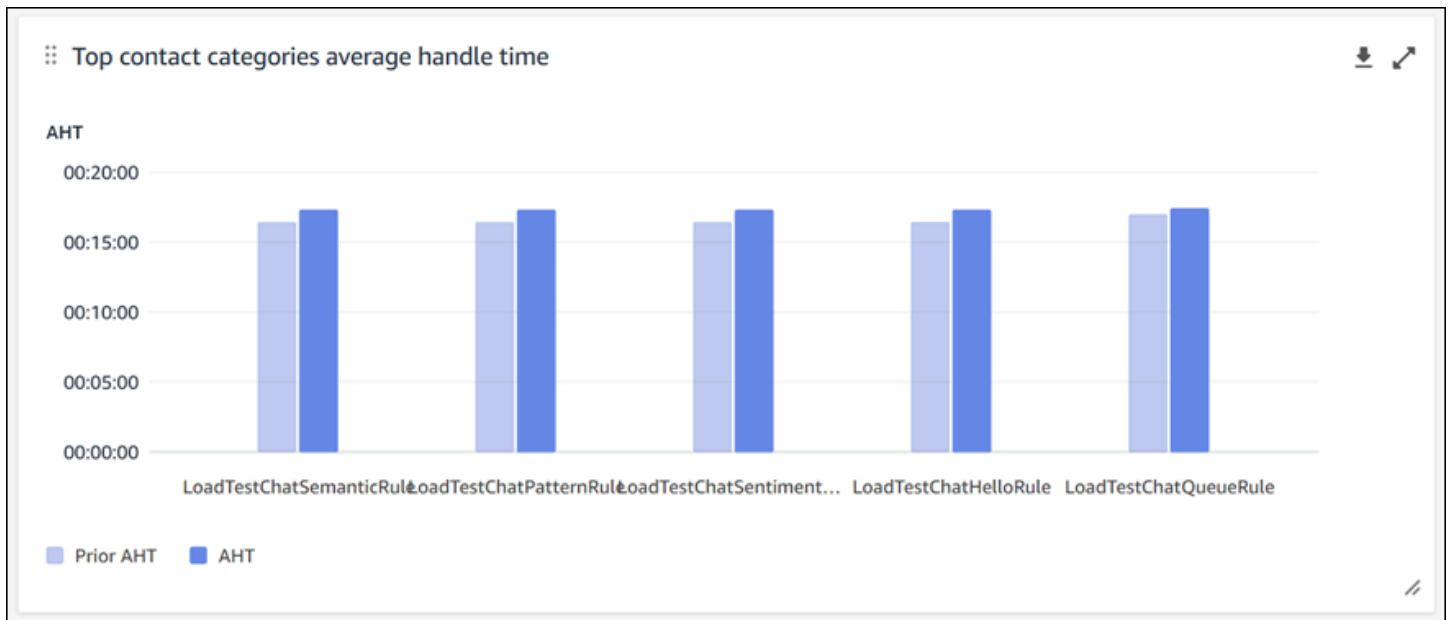 Top contact categories average handle time
AHT
00:20:00
00:15:00
00:10:00
00:05:00
00:00:00
LoadTestChatSemanticRule LoadTestChatPatternRule LoadTestChatSentiment... LoadTestChatHelloRule LoadTestChatQueueRule
Prior AHT AHT